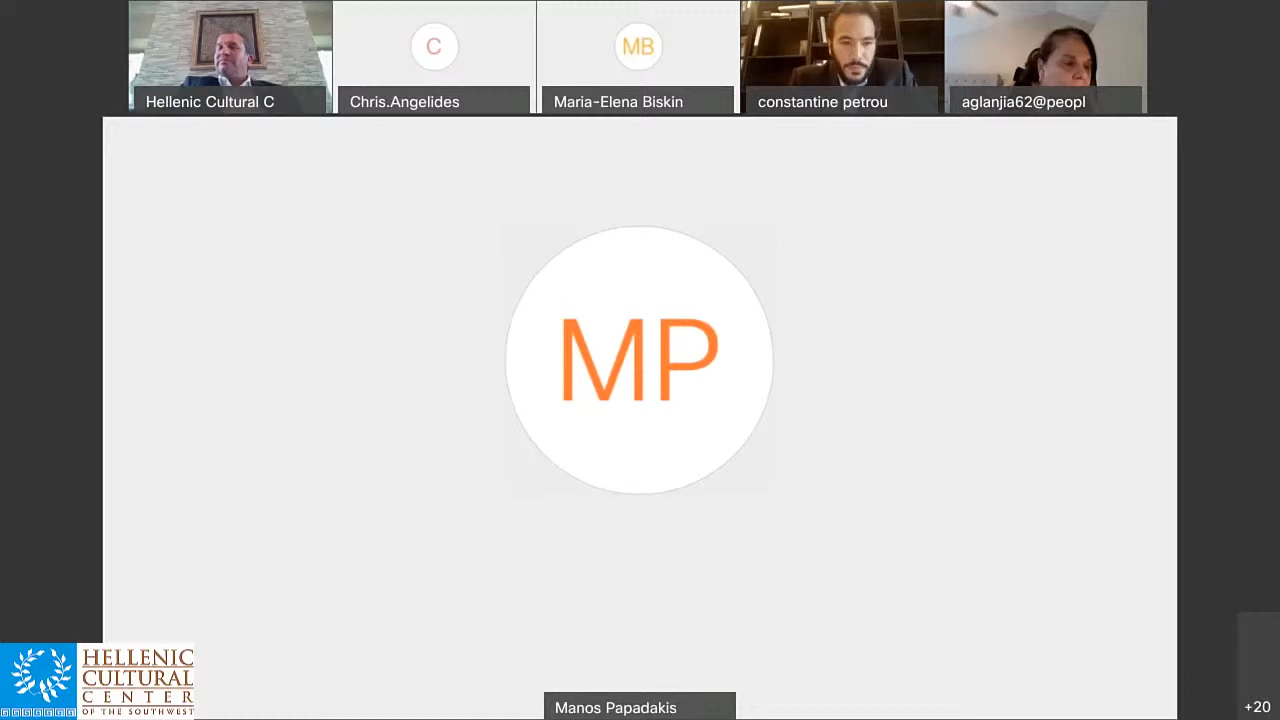 C
MB
Hellenic Cultural C
Chris.Angelides
Maria-Elena Biskin
constantine petrou
aglanjia62@peopl
MP
HELLENIC
CULTURAL
CENTER
OF THE SOUTHWEST
Manos Papadakis
+20